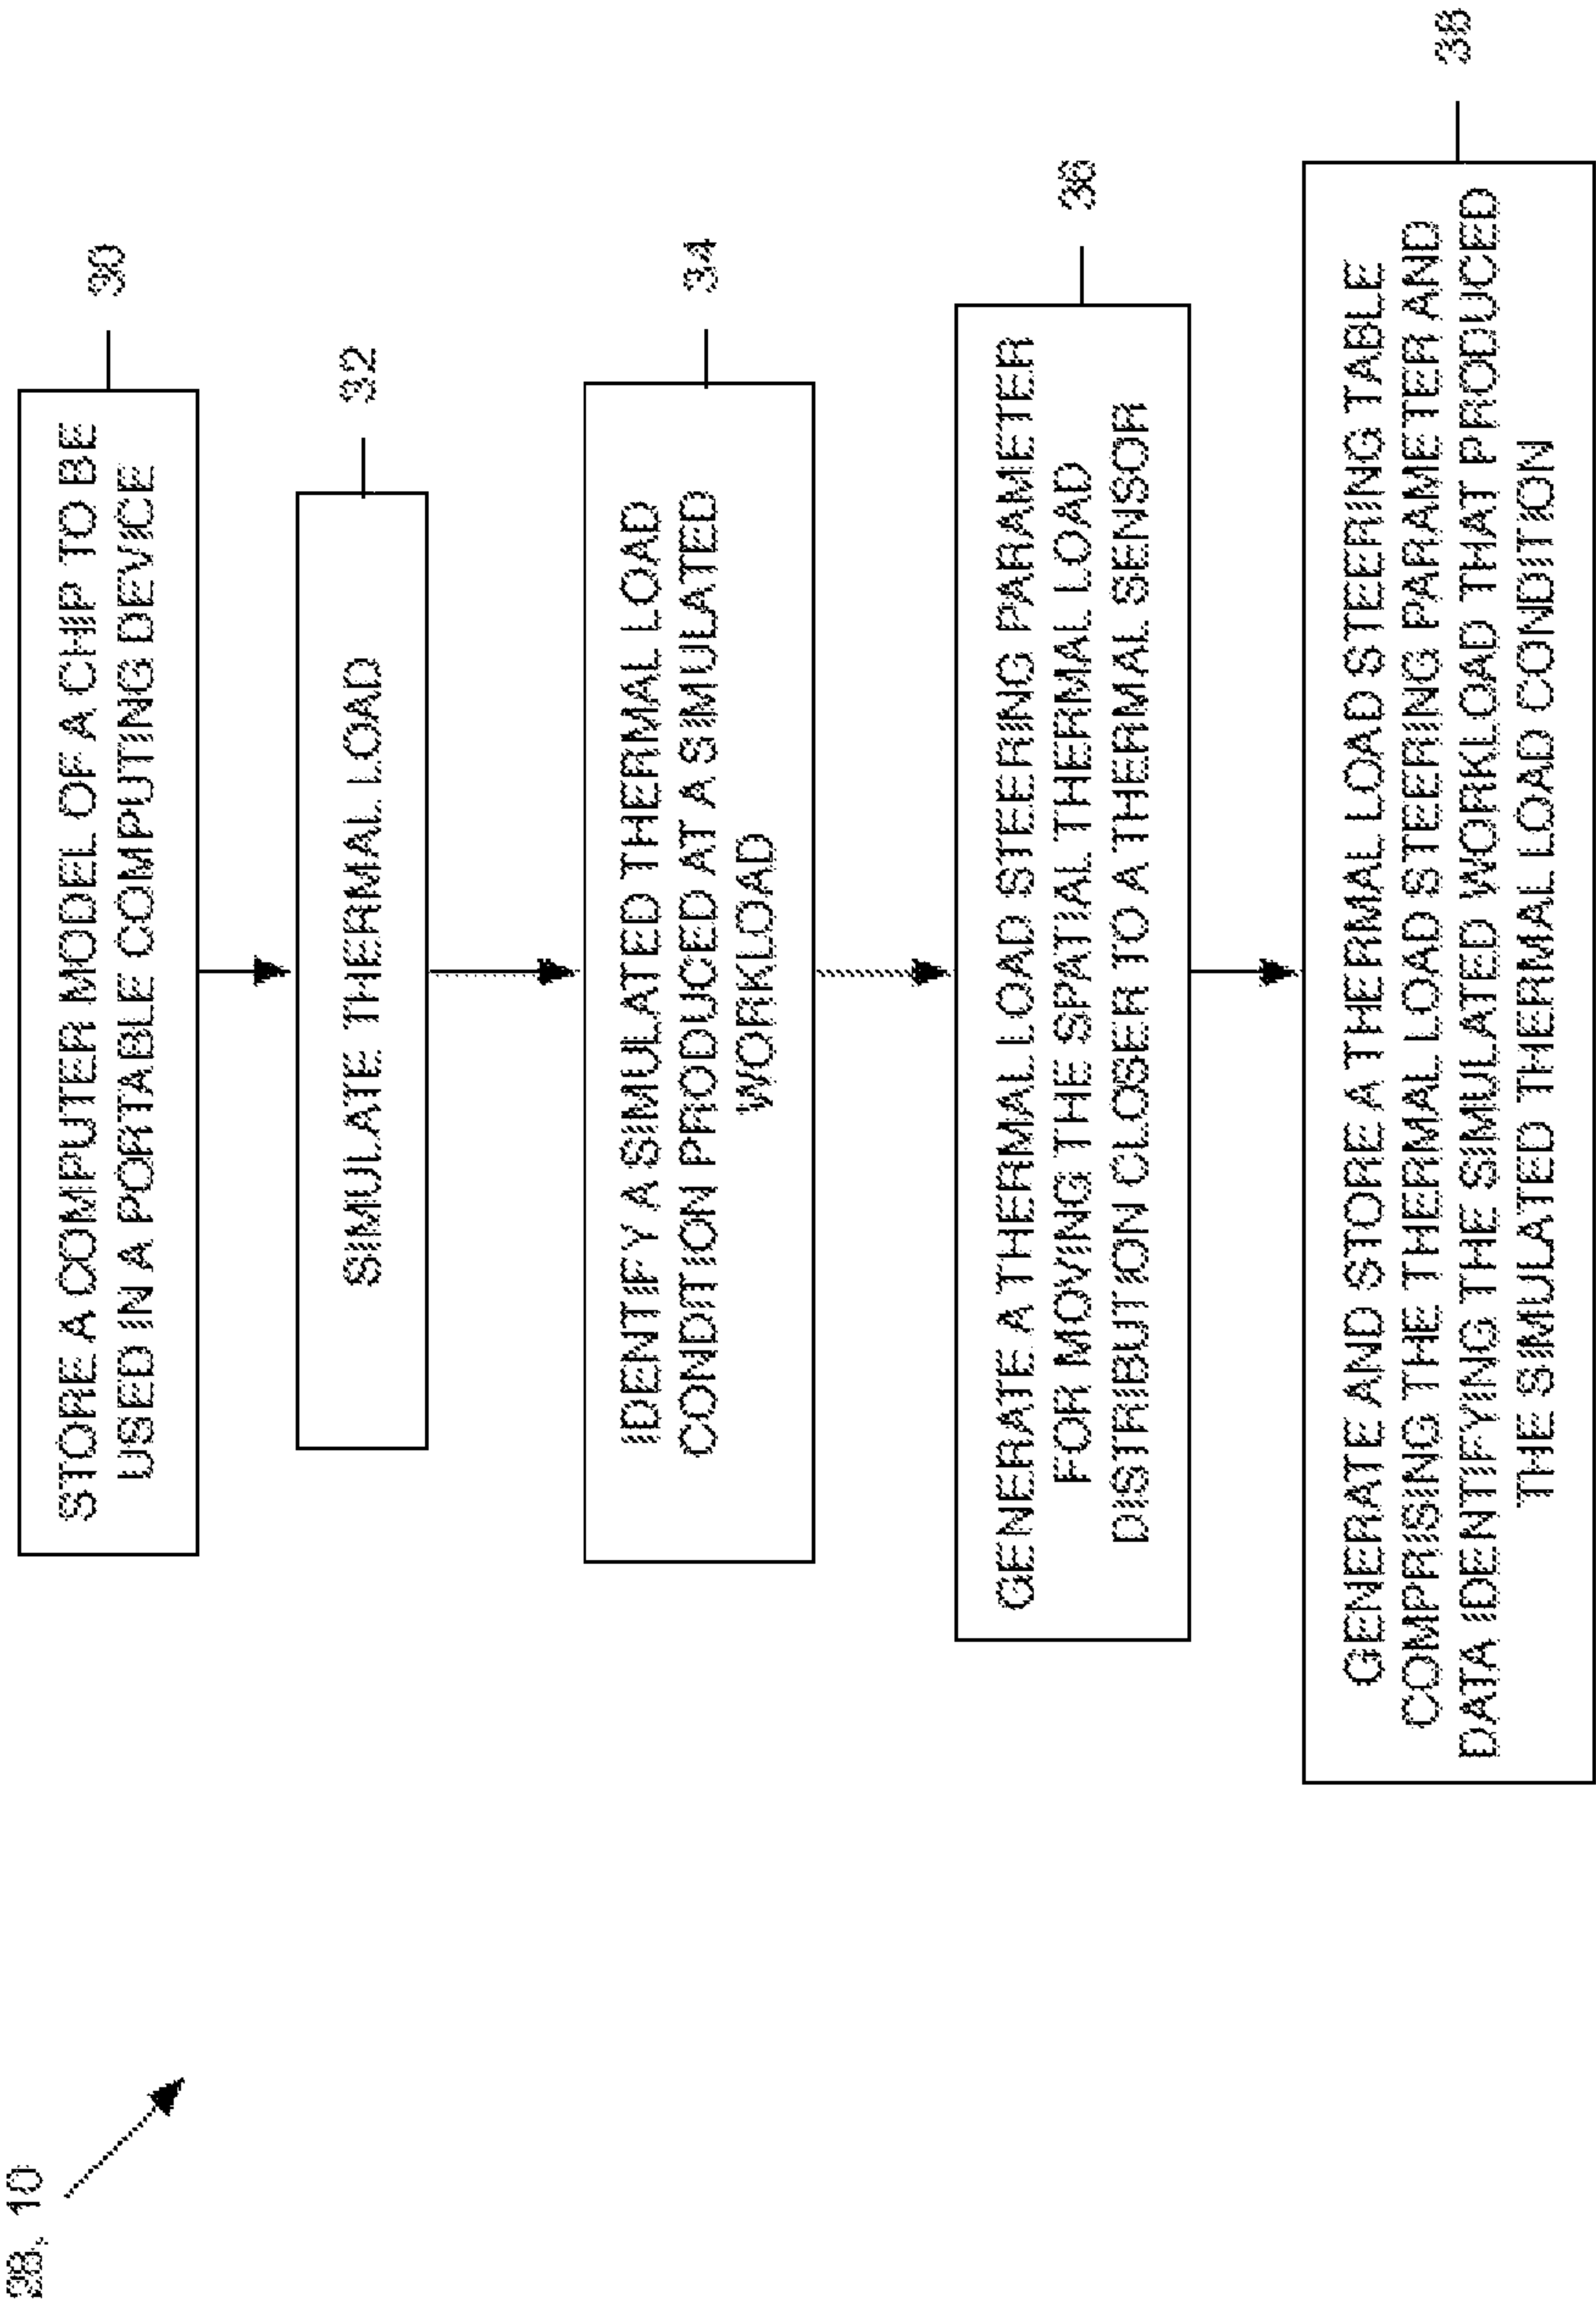 28, 10
STORE A COMPUTER MODEL OF A CHIP TO BE
USED IN A PORTABLE COMPUTING DEVICE
30
SIMULATE THERMAL LOAD
32
IDENTIFY A SIMULATED THERMAL LOAD
CONDITION PRODUCED AT A SIMULATED
WORKLOAD
34
GENERATE A THERMAL LOAD STEERING PARAMETER
FOR MOVING THE SPATIAL THERMAL LOAD
DISTRIBUTION CLOSER TO A THERMAL SENSOR
36
GENERATE AND STORE A THERMAL LOAD STEERING TABLE
COMPRISING THE THERMAL LOAD STEERING PARAMETER AND
DATA IDENTIFYING THE SIMULATED WORKLOAD THAT PRODUCED
THE SIMULATED THERMAL LOAD CONDITION
38